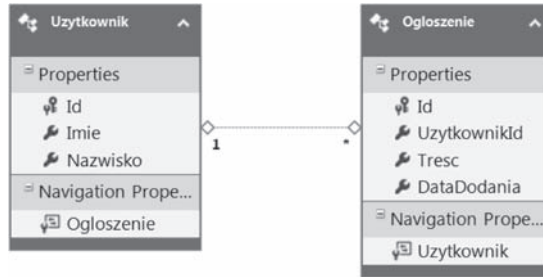 Uzytkownik
Properties
Id
Imie
Nazwisko
Navigation Prope...
Ogloszenie
1
*
Ogloszenie
Properties
Id
UzytkownikId
Tresc
DataDodania
Navigation Prope...
Uzytkownik